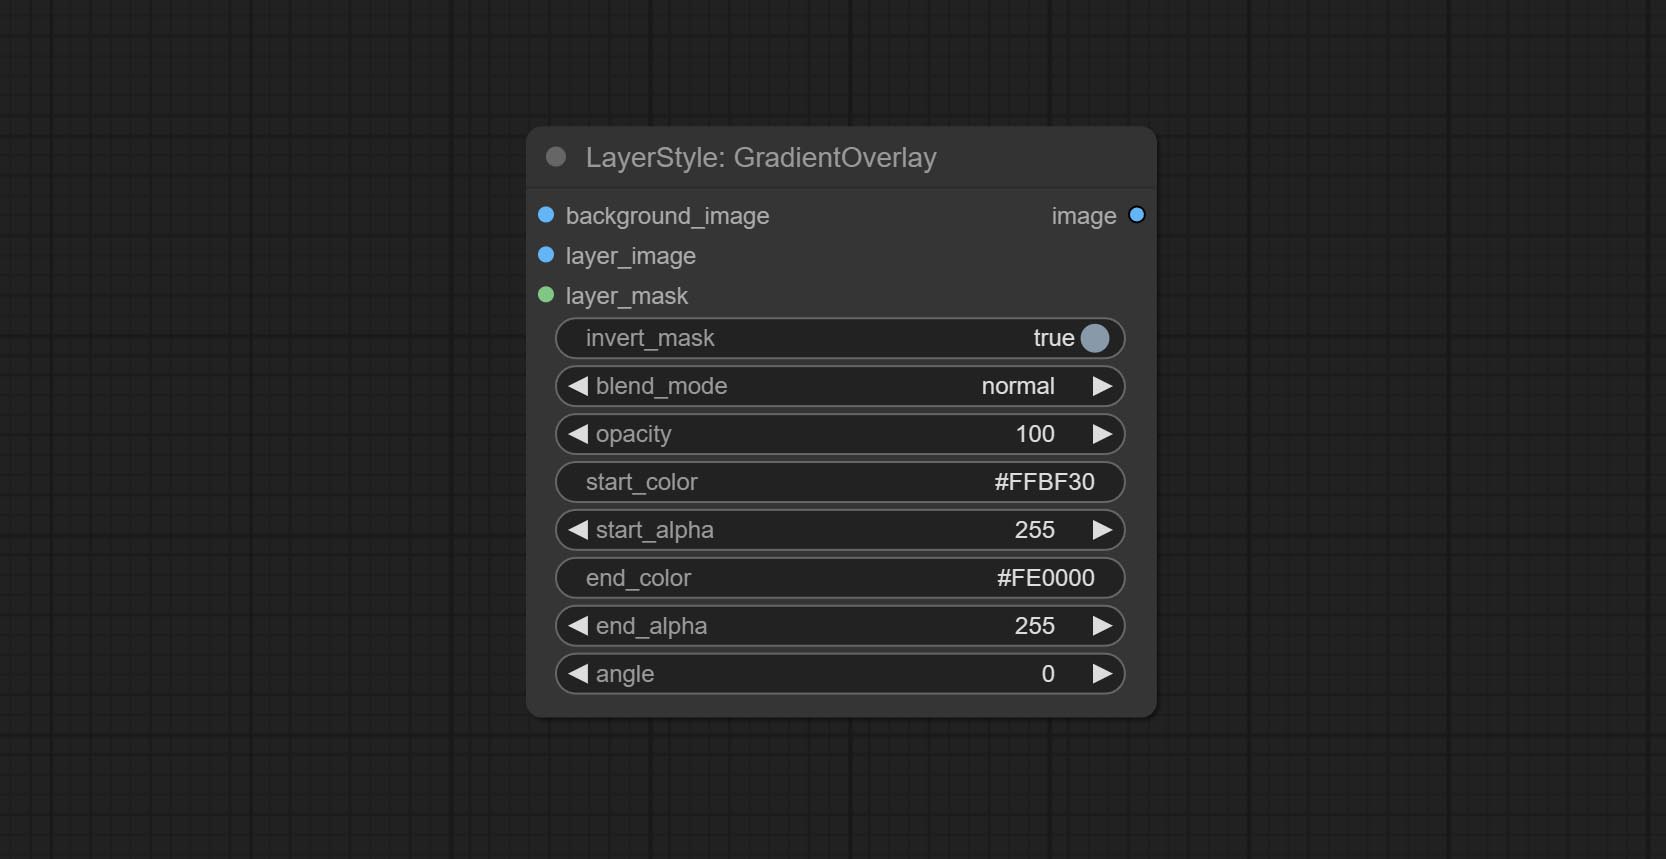 LayerStyle: GradientOverlay
background_image image
layer_image
layer_mask
invert_mask true
blend_mode normal
opacity 100
start_color #FFBF30
start_alpha 255
end_color #FE0000
end_alpha 255
angle 0